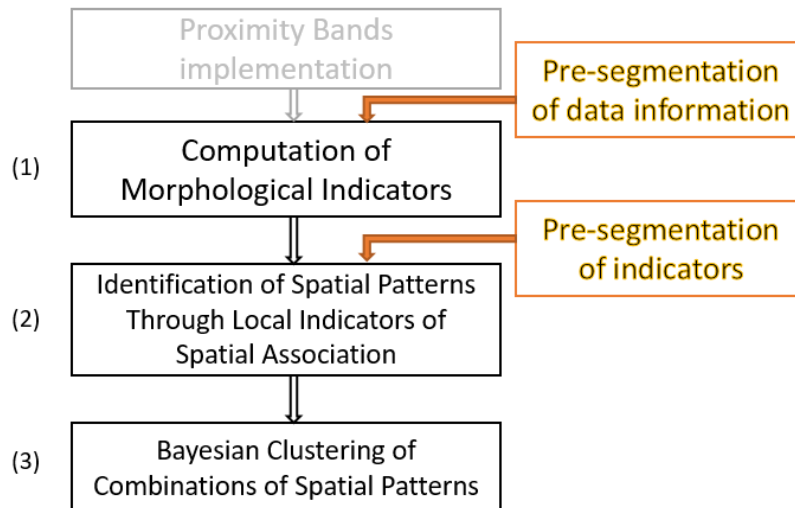 Proximity Bands
implementation
Pre-segmentation
of data information
(1)
Computation of
Morphological Indicators
Pre-segmentation
of indicators
(2)
Identification of Spatial Patterns
Through Local Indicators of
Spatial Association
(3)
Bayesian Clustering of
Combinations of Spatial Patterns